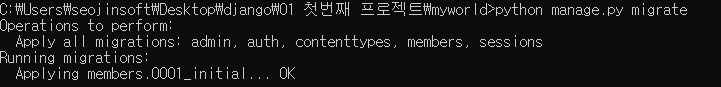 C:₩Users₩seojinsoft₩Desktop₩django₩01 첫번째 프로젝트₩myworld>python manage.py migrate
Operations to perform:
  Apply all migrations: admin, auth, contenttypes, members, sessions
Running migrations:
  Applying members.0001_initial... OK